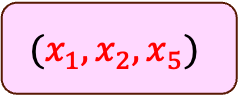 (x₁, x₂, x₅)